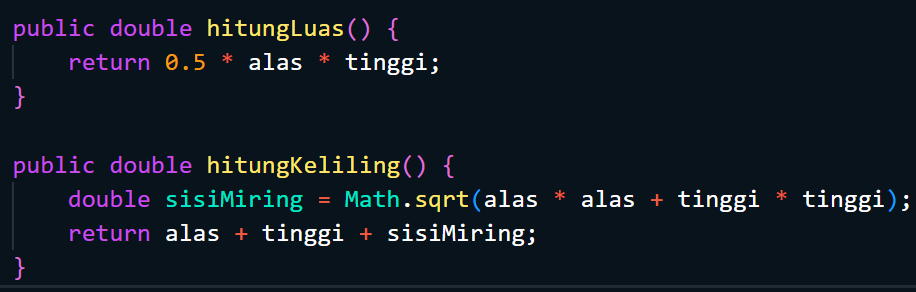 public double hitungLuas() {
    return 0.5 * alas * tinggi;
}

public double hitungKeliling() {
    double sisiMiring = Math.sqrt(alas * alas + tinggi * tinggi);
    return alas + tinggi + sisiMiring;
}